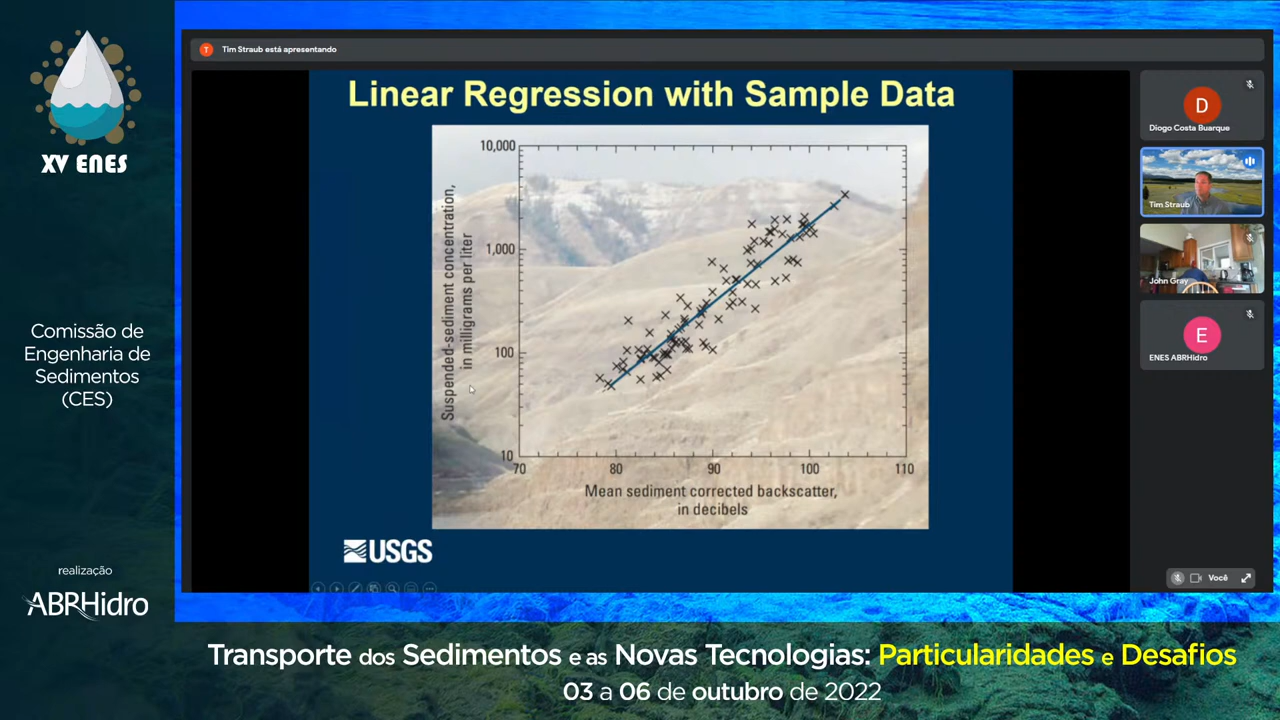 XV ENES
Comissão de
Engenharia de
Sedimentos
(CES)
realização
ABRHidro
T
Tim Straub está apresentando
Linear Regression with Sample Data
Suspended-sediment concentration,
in milligrams per liter
10,000
1,000
100
10
70
80
90
100
110
Mean sediment corrected backscatter,
in decibels
USGS
D
Diogo Costa Buarque
Tim Straub
John Gray
E
ENES ABRHidro
Você
Transporte dos Sedimentos e as Novas Tecnologias: Particularidades e Desafios
03 a 06 de outubro de 2022